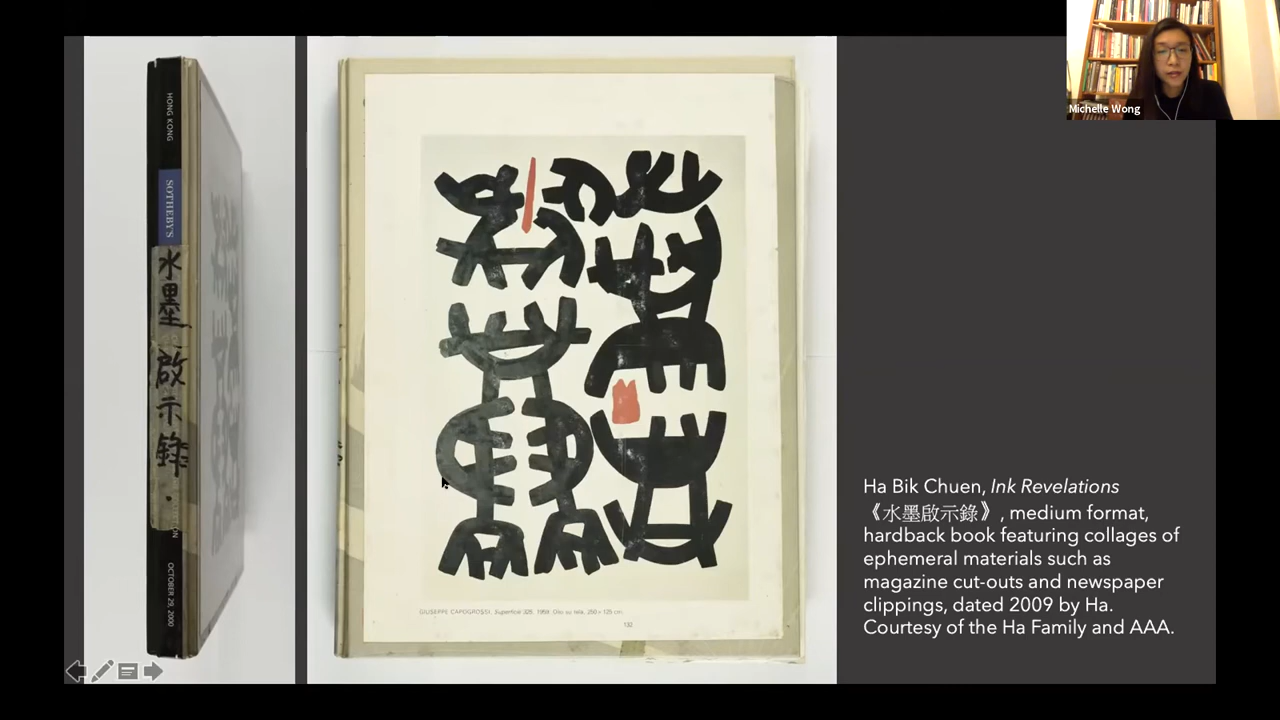 HONG KONG
SOTHEBY'S
水墨啟示錄.
OCTOBER 29, 2000
GIUSEPPE CAPOGROSSI, Superficie 325, 1959. Olio su tela, 250 × 125 cm.
130
Michelle Wong
Ha Bik Chuen, Ink Revelations
《水墨啟示錄》, medium format,
hardback book featuring collages of
ephemeral materials such as
magazine cut-outs and newspaper
clippings, dated 2009 by Ha.
Courtesy of the Ha Family and AAA.